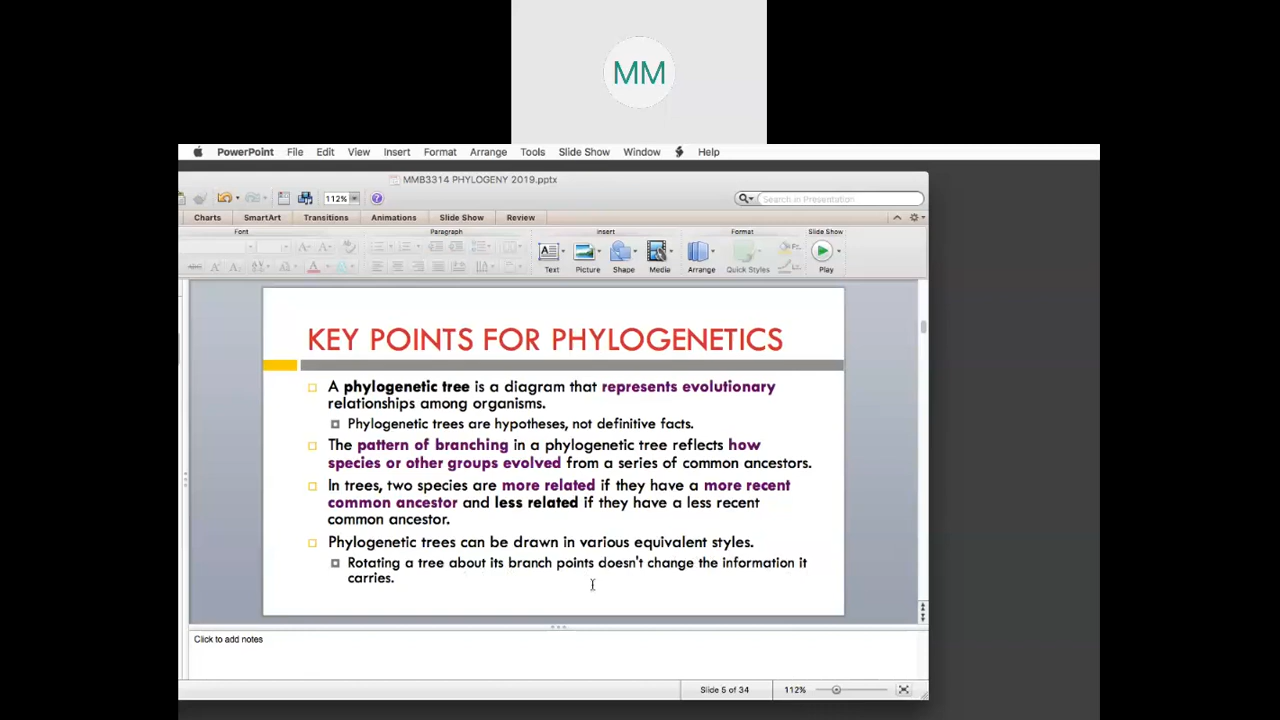 MM
PowerPoint File Edit View Insert Format Arrange Tools Slide Show Window Help
MMB3314 PHYLOGENY 2019.pptx
112% Search in Presentation
Charts SmartArt Transitions Animations Slide Show Review
Font Paragraph Insert Format Slide Show
Text Picture Shape Media Arrange Quick Styles Play
KEY POINTS FOR PHYLOGENETICS
A phylogenetic tree is a diagram that represents evolutionary
relationships among organisms.
Phylogenetic trees are hypotheses, not definitive facts.
The pattern of branching in a phylogenetic tree reflects how
species or other groups evolved from a series of common ancestors.
In trees, two species are more related if they have a more recent
common ancestor and less related if they have a less recent
common ancestor.
Phylogenetic trees can be drawn in various equivalent styles.
Rotating a tree about its branch points doesn't change the information it
carries.
Click to add notes
Slide 5 of 34 112%